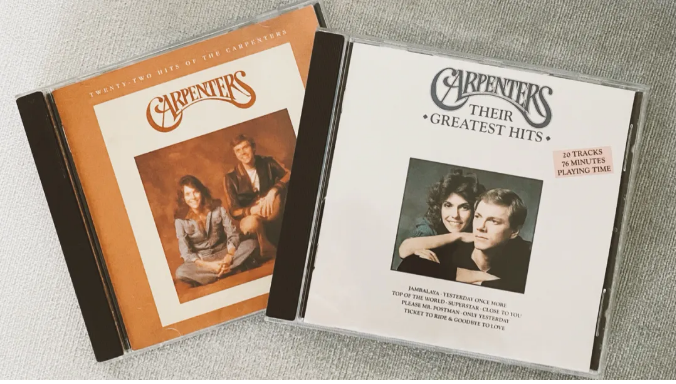 TWENTY-TWO HITS OF THE CARPENTERS
CARPENTERS
CARPENTERS
THEIR
• GREATEST HITS •
20 TRACKS
76 MINUTES
PLAYING TIME
JAMBALAYA · YESTERDAY ONCE MORE
TOP OF THE WORLD · SUPERSTAR · CLOSE TO YOU
PLEASE MR. POSTMAN · ONLY YESTERDAY
TICKET TO RIDE & GOODBYE TO LOVE